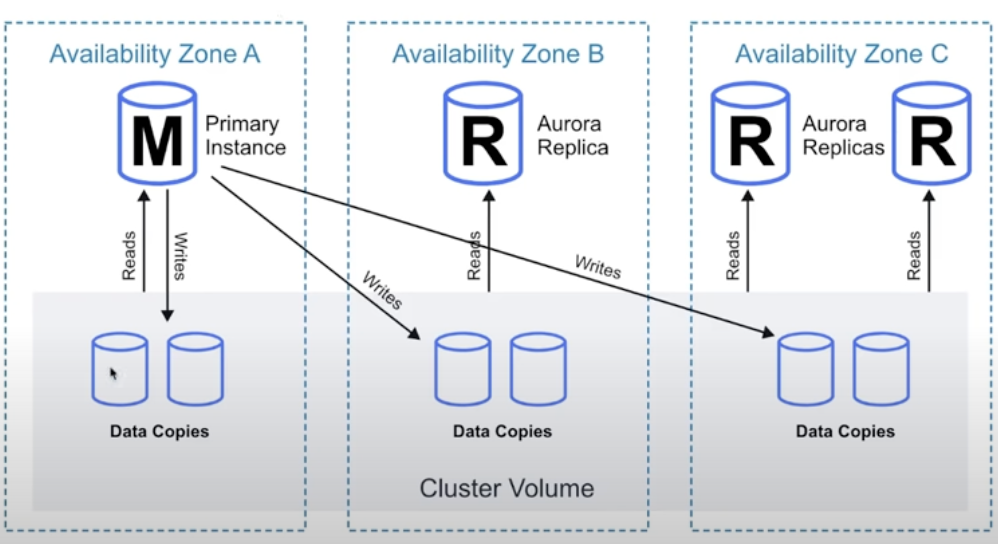 Availability Zone A
Availability Zone B
Availability Zone C
M
Primary
Instance
R
Aurora
Replica
R
Aurora
Replicas
R
Reads
Writes
Writes
Reads
Writes
Reads
Reads
Data Copies
Data Copies
Data Copies
Cluster Volume